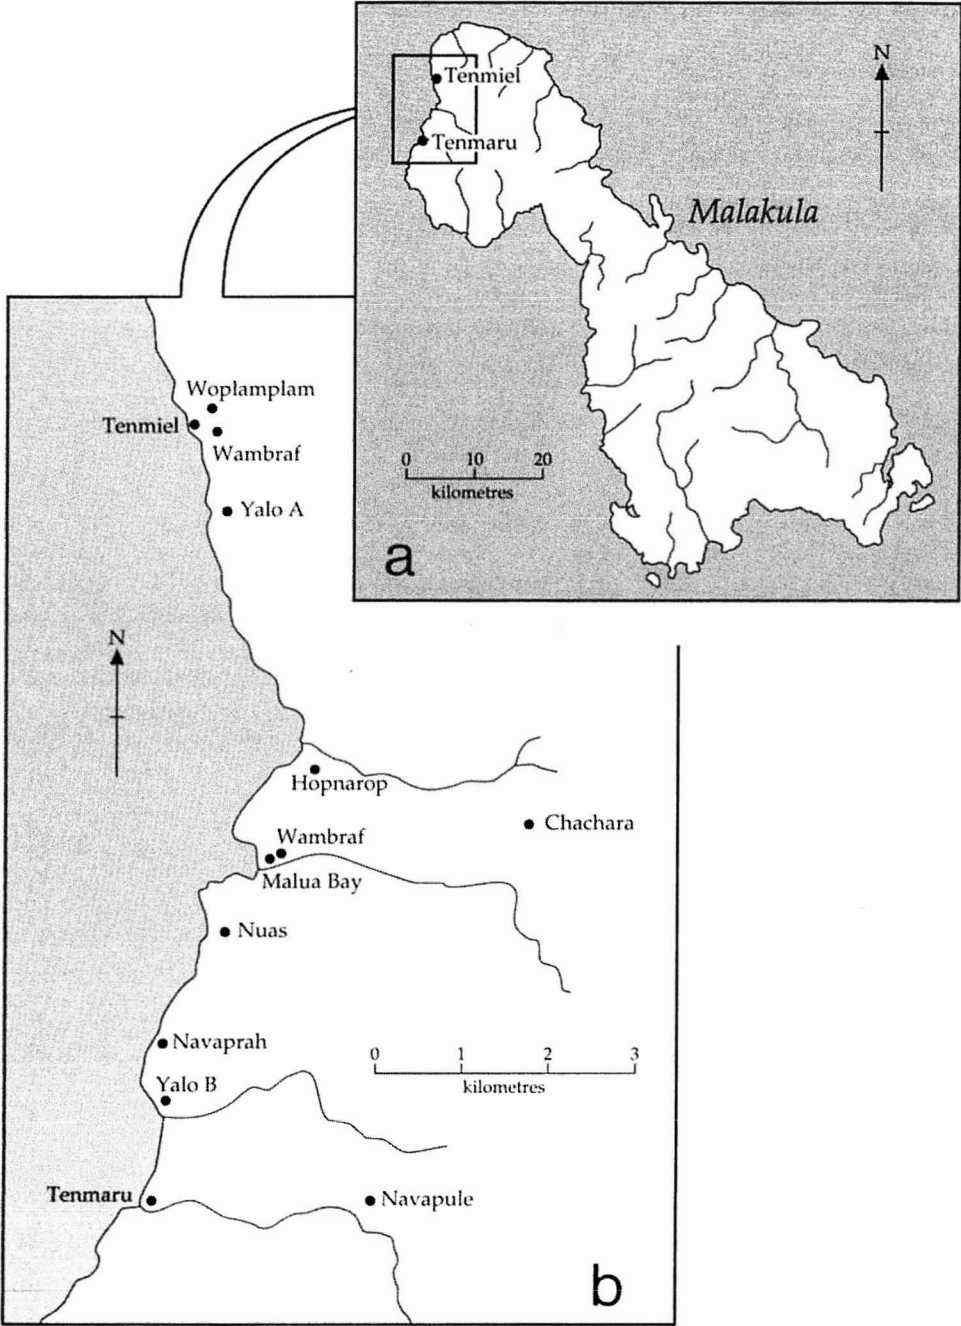 N
Tenmiel
Tenmaru
Malakula
0 10 20
kilometres
a
Woplamplam
Tenmiel
Wambraf
Yalo A
N
Hopnarop
Chachara
Wambraf
Malua Bay
Nuas
Navaprah
0 1 2 3
kilometres
Yalo B
Tenmaru
Navapule
b